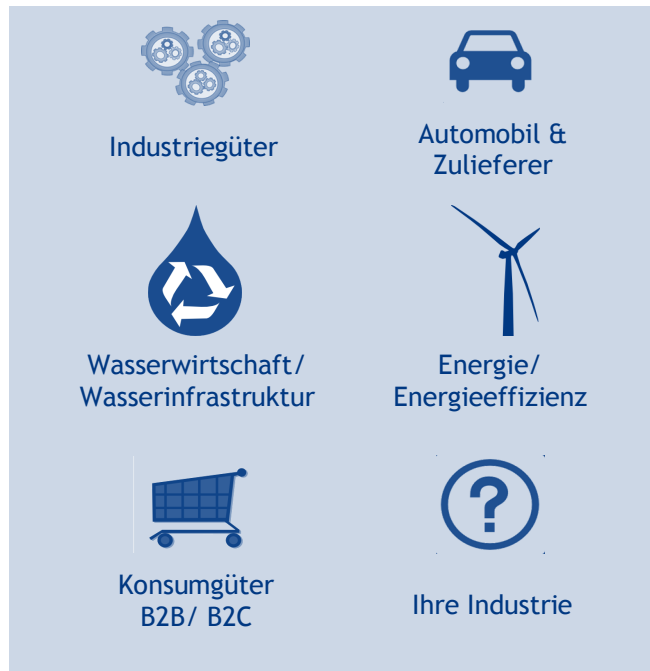 Industriegüter
Automobil &
Zulieferer
Wasserwirtschaft/
Wasserinfrastruktur
Energie/
Energieeffizienz
Konsumgüter
B2B/ B2C
?
Ihre Industrie